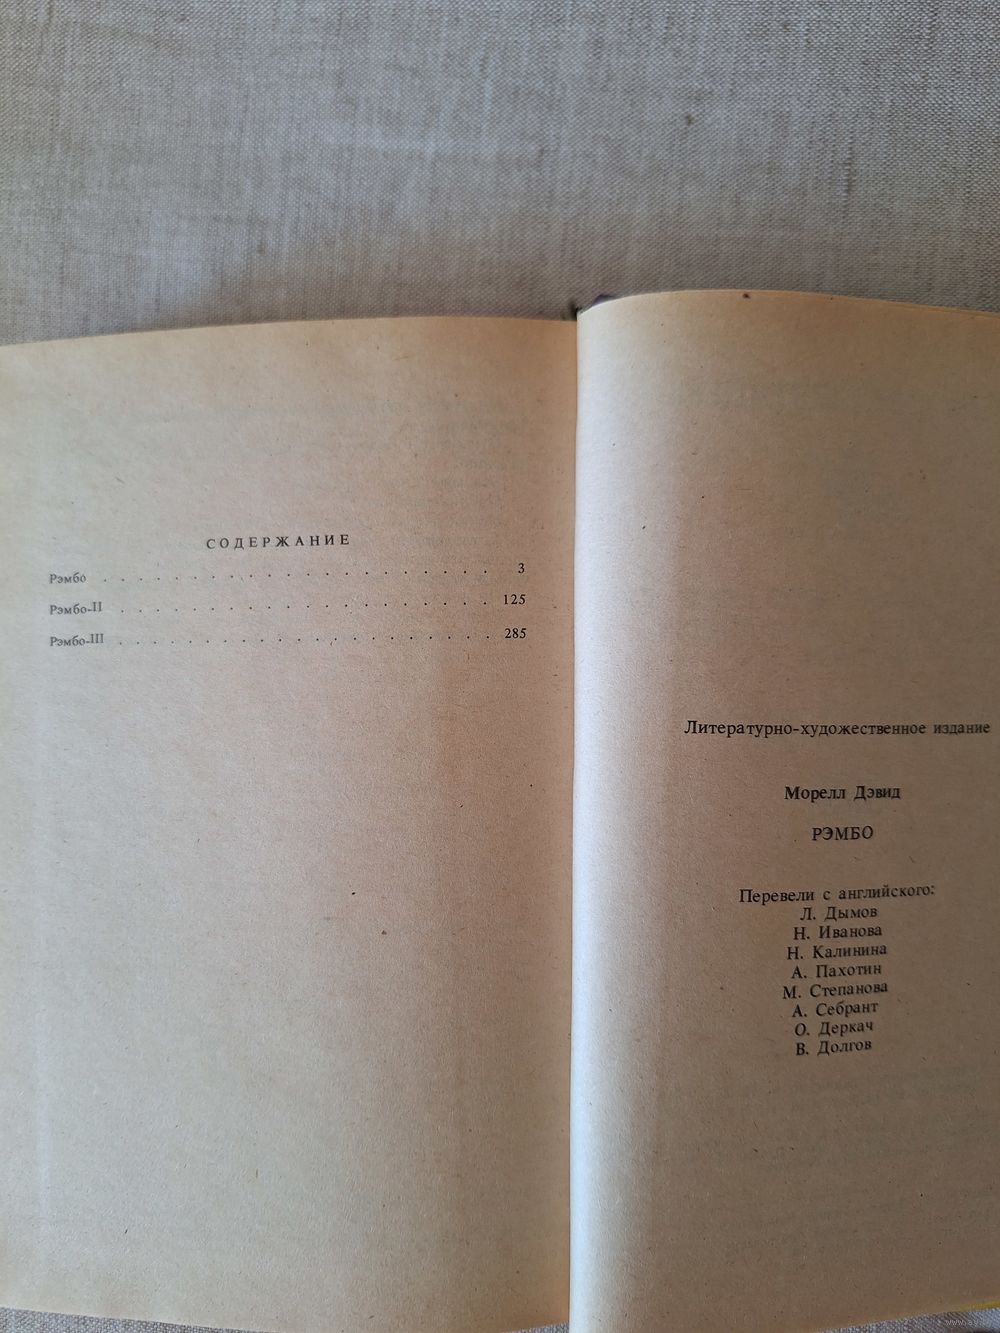 СОДЕРЖАНИЕ
Рэмбо . . . . . . . . . . . . . . . . . . . . . . . 3
Рэмбо-II . . . . . . . . . . . . . . . . . . . . . . 125
Рэмбо-III . . . . . . . . . . . . . . . . . . . . . . 285
Литературно-художественное издание
Морелл Дэвид
РЭМБО
Перевели с английского:
Л. Дымов
Н. Иванова
Н. Калинина
А. Пахотин
М. Степанова
А. Себрант
О. Деркач
В. Долгов